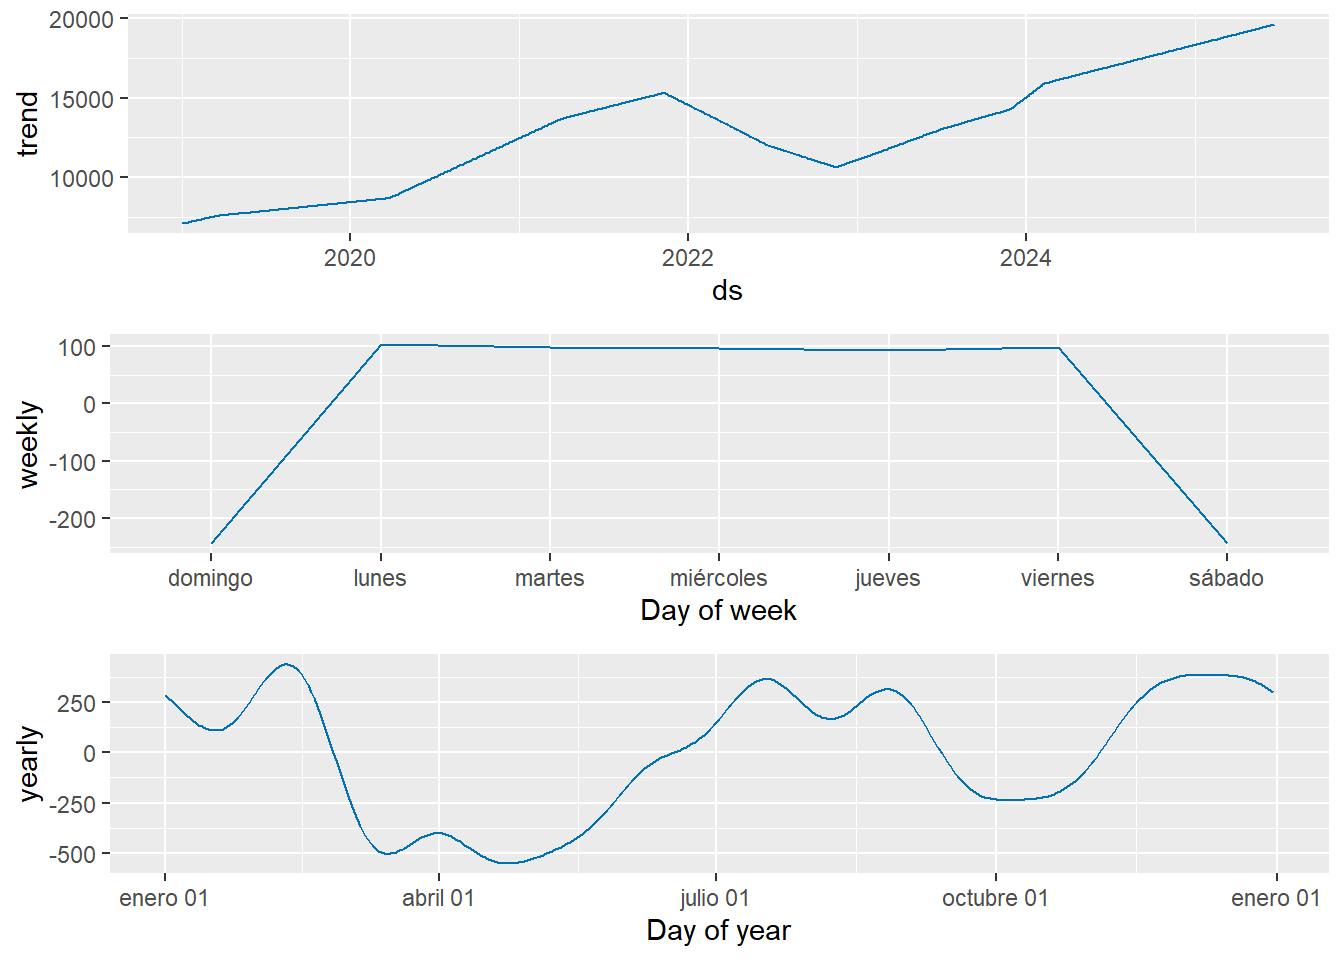 trend
20000
15000
10000
2020 2022 2024
ds
weekly
100
0
-100
-200
domingo lunes martes miércoles jueves viernes sábado
Day of week
yearly
250
0
-250
-500
enero 01 abril 01 julio 01 octubre 01 enero 01
Day of year